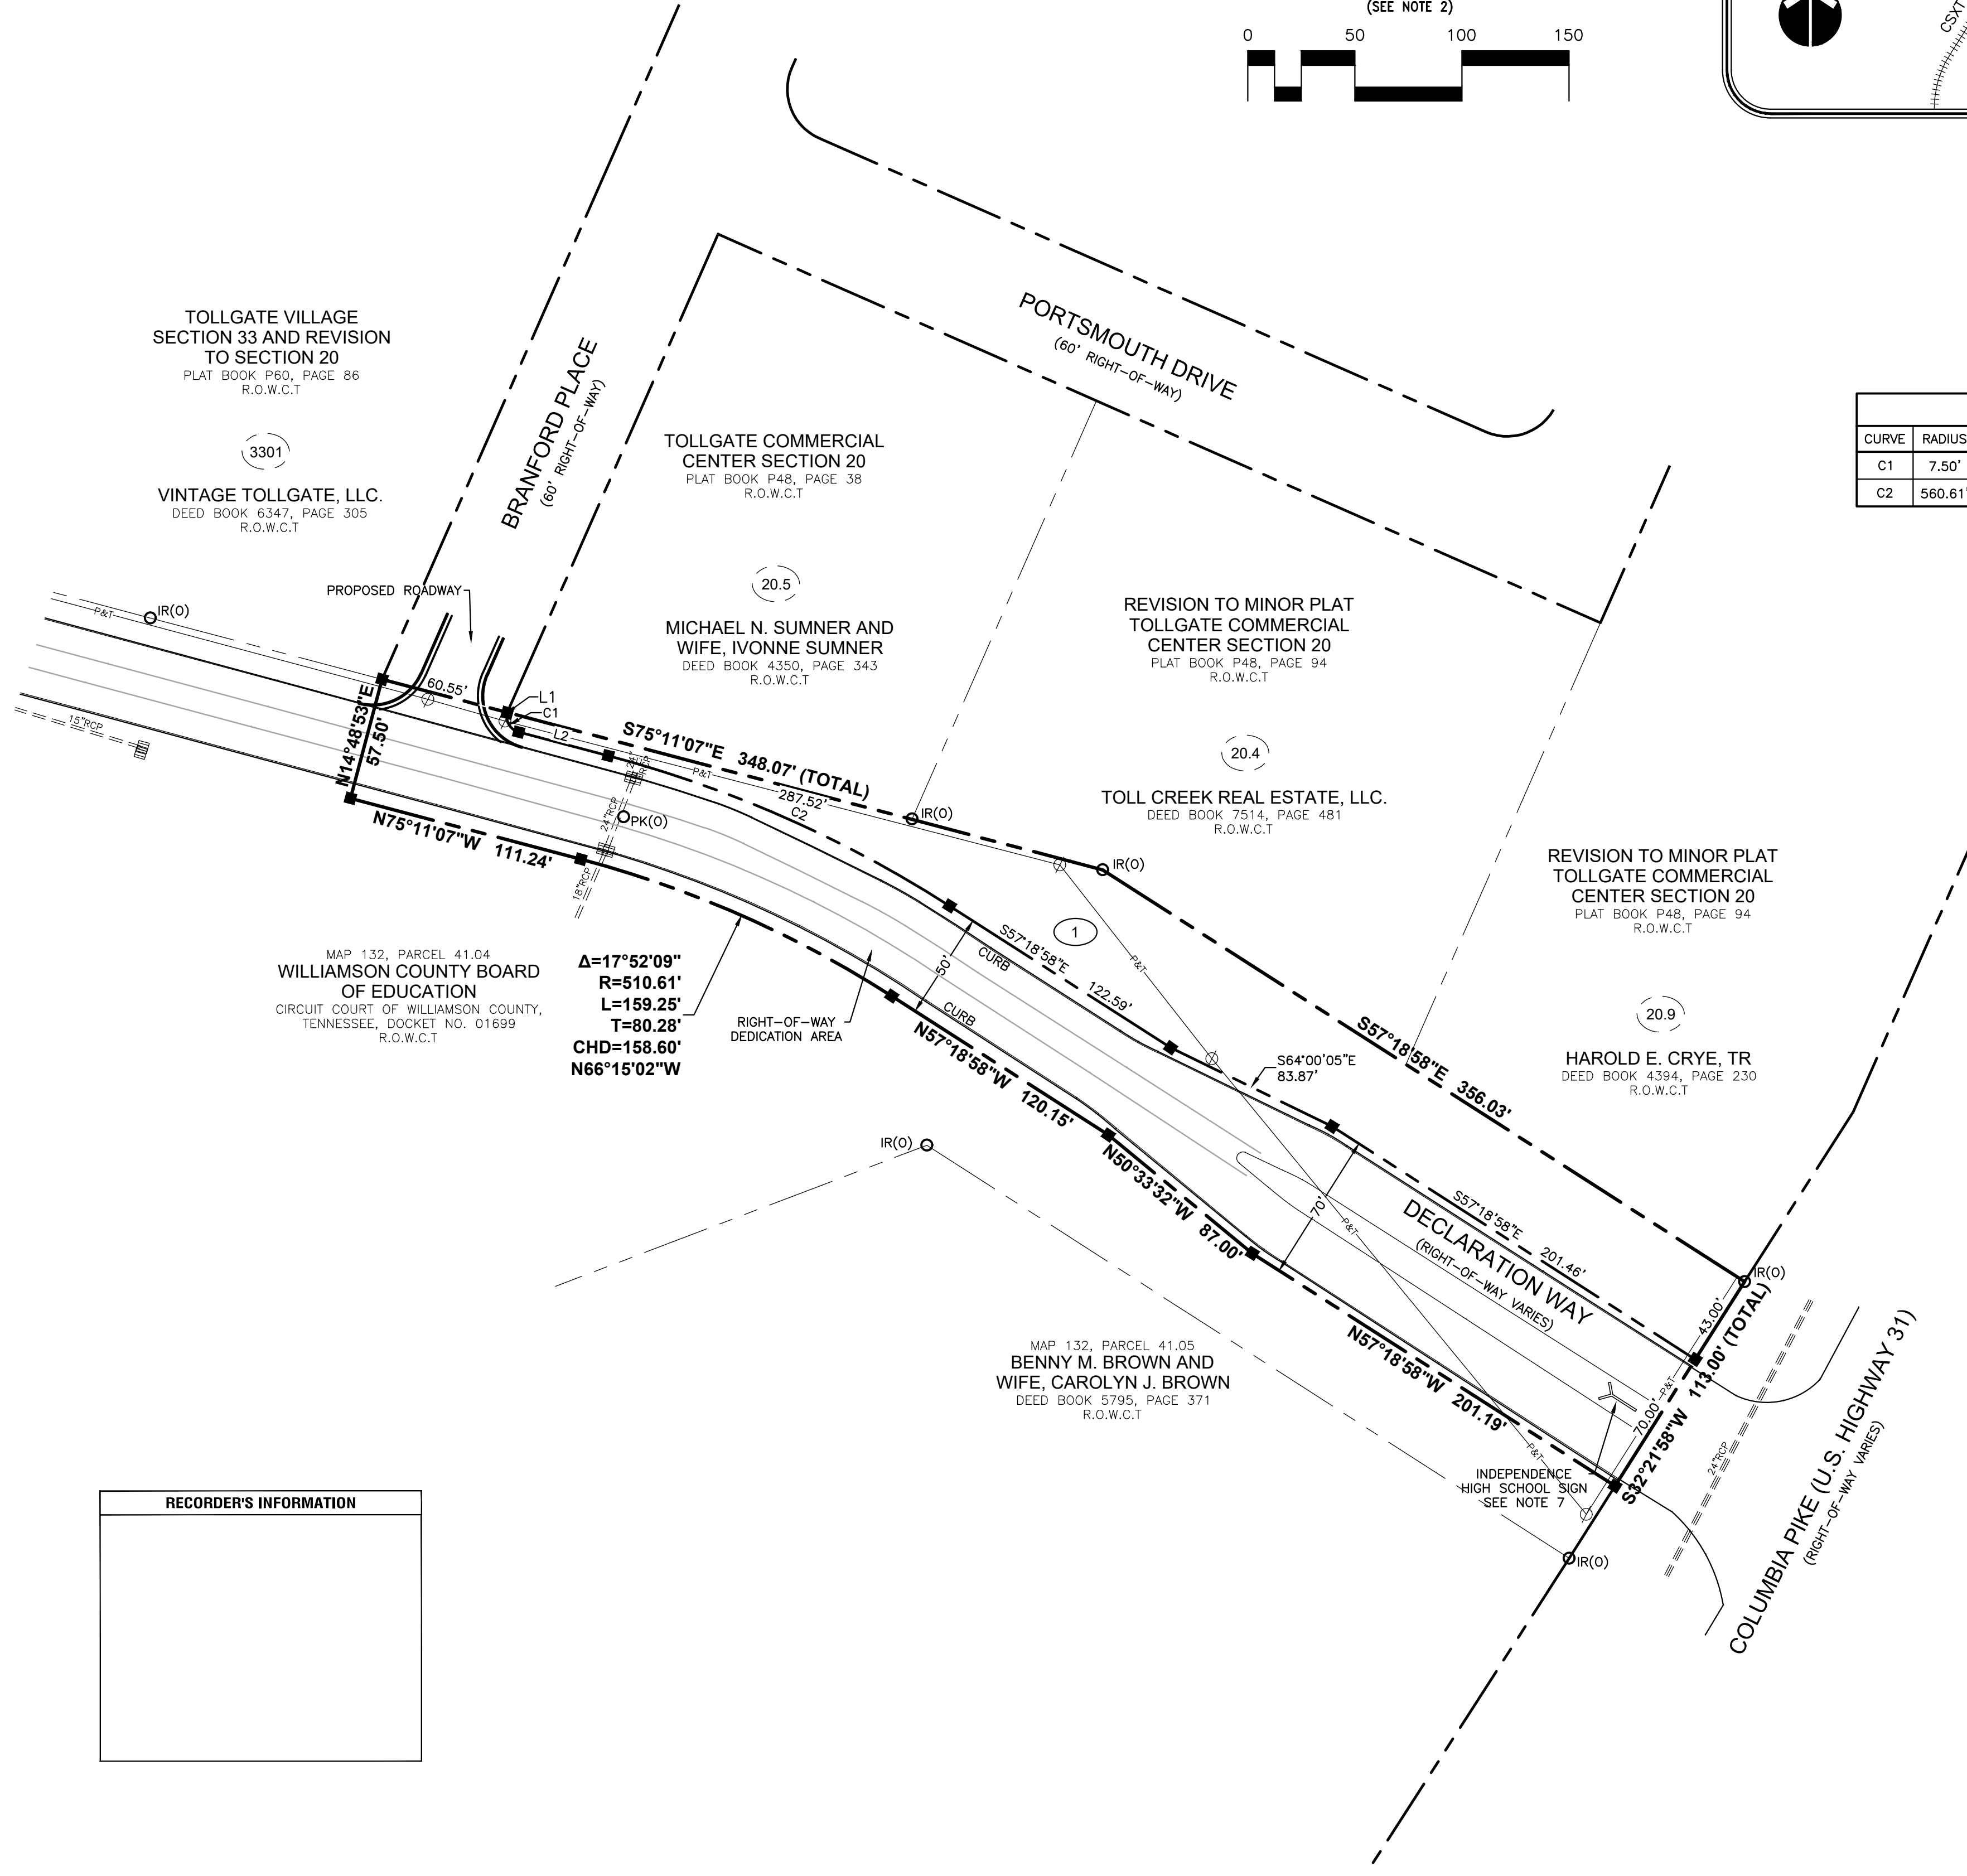 (SEE NOTE 2)
0 50 100 150
CSXT
TOLLGATE VILLAGE
SECTION 33 AND REVISION
TO SECTION 20
PLAT BOOK P60, PAGE 86
R.O.W.C.T
3301
VINTAGE TOLLGATE, LLC.
DEED BOOK 6347, PAGE 305
R.O.W.C.T
BRANFORD PLACE
(60' RIGHT-OF-WAY)
PORTSMOUTH DRIVE
(60' RIGHT-OF-WAY)
TOLLGATE COMMERCIAL
CENTER SECTION 20
PLAT BOOK P48, PAGE 38
R.O.W.C.T
20.5
MICHAEL N. SUMNER AND
WIFE, IVONNE SUMNER
DEED BOOK 4350, PAGE 343
R.O.W.C.T
CURVE RADIUS
C1 7.50'
C2 560.61'
REVISION TO MINOR PLAT
TOLLGATE COMMERCIAL
CENTER SECTION 20
PLAT BOOK P48, PAGE 94
R.O.W.C.T
20.4
TOLL CREEK REAL ESTATE, LLC.
DEED BOOK 7514, PAGE 481
R.O.W.C.T
REVISION TO MINOR PLAT
TOLLGATE COMMERCIAL
CENTER SECTION 20
PLAT BOOK P48, PAGE 94
R.O.W.C.T
20.9
HAROLD E. CRYE, TR
DEED BOOK 4394, PAGE 230
R.O.W.C.T
PROPOSED ROADWAY
P&T
IR(O)
15"RCP
60.55'
L1
C1
L2
N14°48'53"E
57.50'
S75°11'07"E 348.07' (TOTAL)
P&T
287.52'
C2
24"RCP
24"RCP
PK(O)
18"RCP
IR(O)
IR(O)
N75°11'07"W 111.24'
MAP 132, PARCEL 41.04
WILLIAMSON COUNTY BOARD
OF EDUCATION
CIRCUIT COURT OF WILLIAMSON COUNTY,
TENNESSEE, DOCKET NO. 01699
R.O.W.C.T
Δ=17°52'09"
R=510.61'
L=159.25'
T=80.28'
CHD=158.60'
N66°15'02"W
RIGHT-OF-WAY
DEDICATION AREA
1
50'
CURB
CURB
S57°18'58"E 122.59'
P&T
N57°18'58"W 120.15'
S64°00'05"E
83.87'
S57°18'58"E 356.03'
IR(O)
N50°33'32"W 87.00'
70'
P&T
DECLARATION WAY
(RIGHT-OF-WAY VARIES)
S57°18'58"E 201.46'
IR(O)
43.00'
P&T
70.00'
S32°21'58"W 113.00' (TOTAL)
N57°18'58"W 201.19'
P&T
MAP 132, PARCEL 41.05
BENNY M. BROWN AND
WIFE, CAROLYN J. BROWN
DEED BOOK 5795, PAGE 371
R.O.W.C.T
INDEPENDENCE
HIGH SCHOOL SIGN
SEE NOTE 7
24"RCP
IR(O)
COLUMBIA PIKE (U.S. HIGHWAY 31)
(RIGHT-OF-WAY VARIES)
RECORDER'S INFORMATION